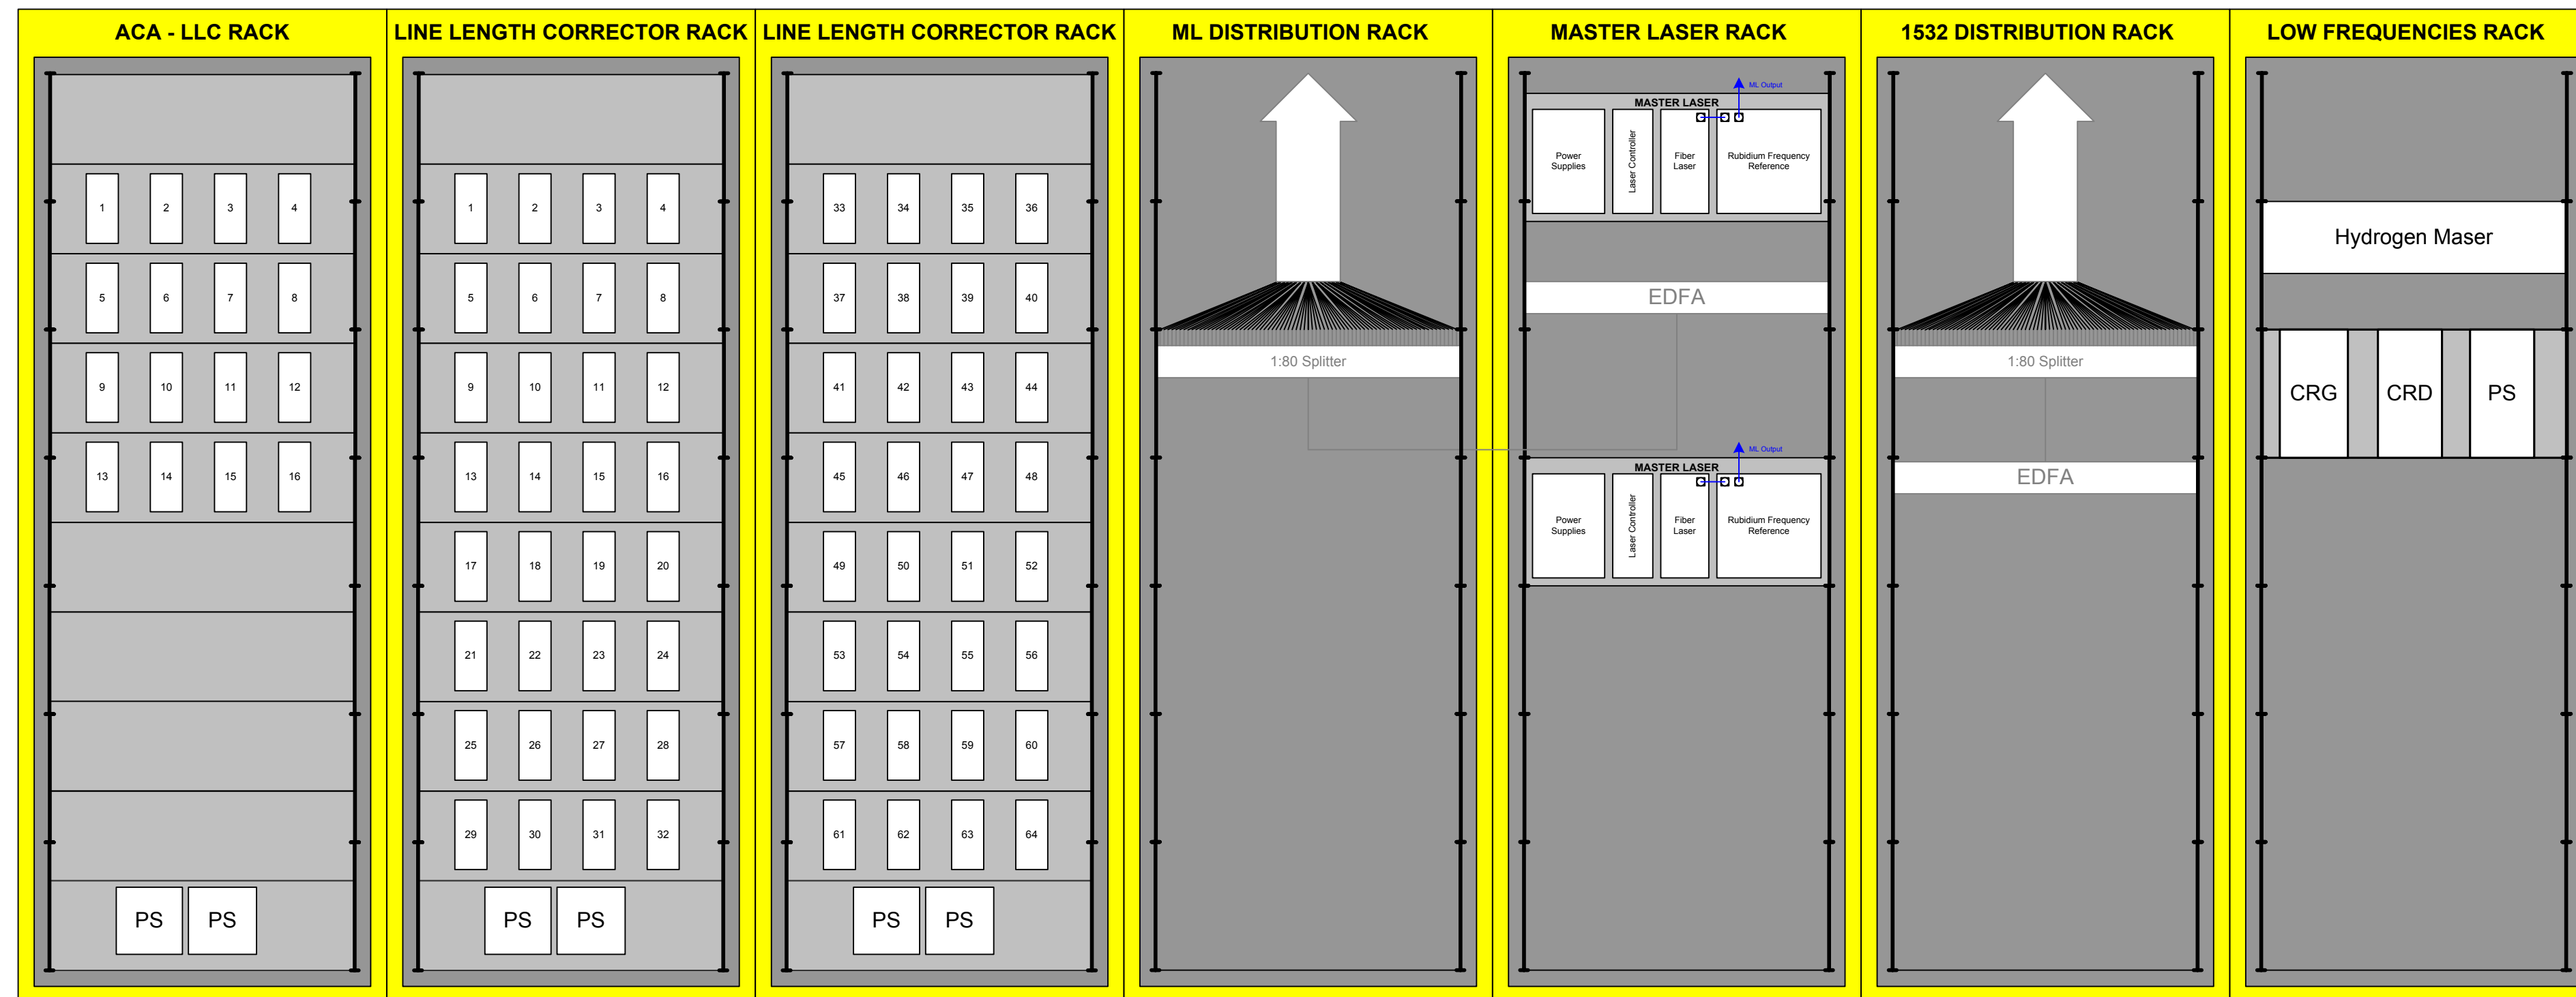 ACA - LLC RACK
1 2 3 4
5 6 7 8
9 10 11 12
13 14 15 16
PS PS
LINE LENGTH CORRECTOR RACK
1 2 3 4
5 6 7 8
9 10 11 12
13 14 15 16
17 18 19 20
21 22 23 24
25 26 27 28
29 30 31 32
PS PS
LINE LENGTH CORRECTOR RACK
33 34 35 36
37 38 39 40
41 42 43 44
45 46 47 48
49 50 51 52
53 54 55 56
57 58 59 60
61 62 63 64
PS PS
ML DISTRIBUTION RACK
1:80 Splitter
MASTER LASER RACK
ML Output
MASTER LASER
Power
Supplies
Laser Controller
Fiber
Laser
Rubidium Frequency
Reference
EDFA
ML Output
MASTER LASER
Power
Supplies
Laser Controller
Fiber
Laser
Rubidium Frequency
Reference
1532 DISTRIBUTION RACK
1:80 Splitter
EDFA
LOW FREQUENCIES RACK
Hydrogen Maser
CRG CRD PS